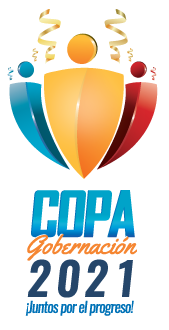 COPA
Gobernación
2021
¡Juntos por el progreso!